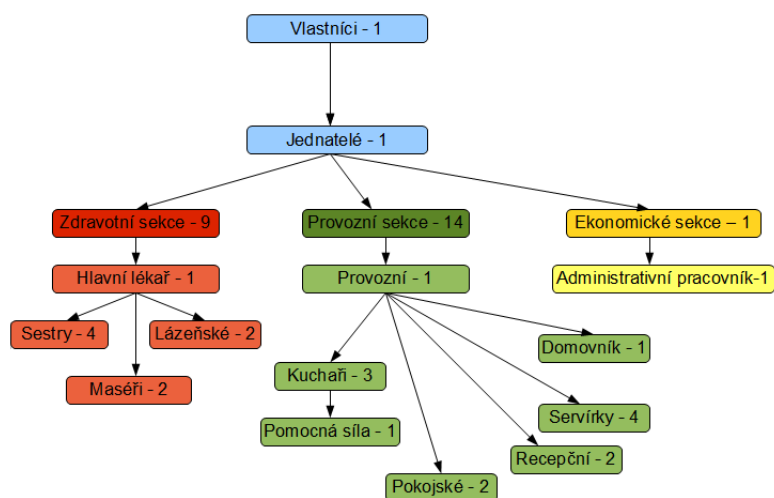 Vlastníci - 1
Jednatelé - 1
Zdravotní sekce - 9
Provozní sekce - 14
Ekonomické sekce – 1
Hlavní lékař - 1
Provozní - 1
Administrativní pracovník-1
Sestry - 4
Lázeňské - 2
Domovník - 1
Maséři - 2
Kuchaři - 3
Servírky - 4
Pomocná síla - 1
Recepční - 2
Pokojské - 2